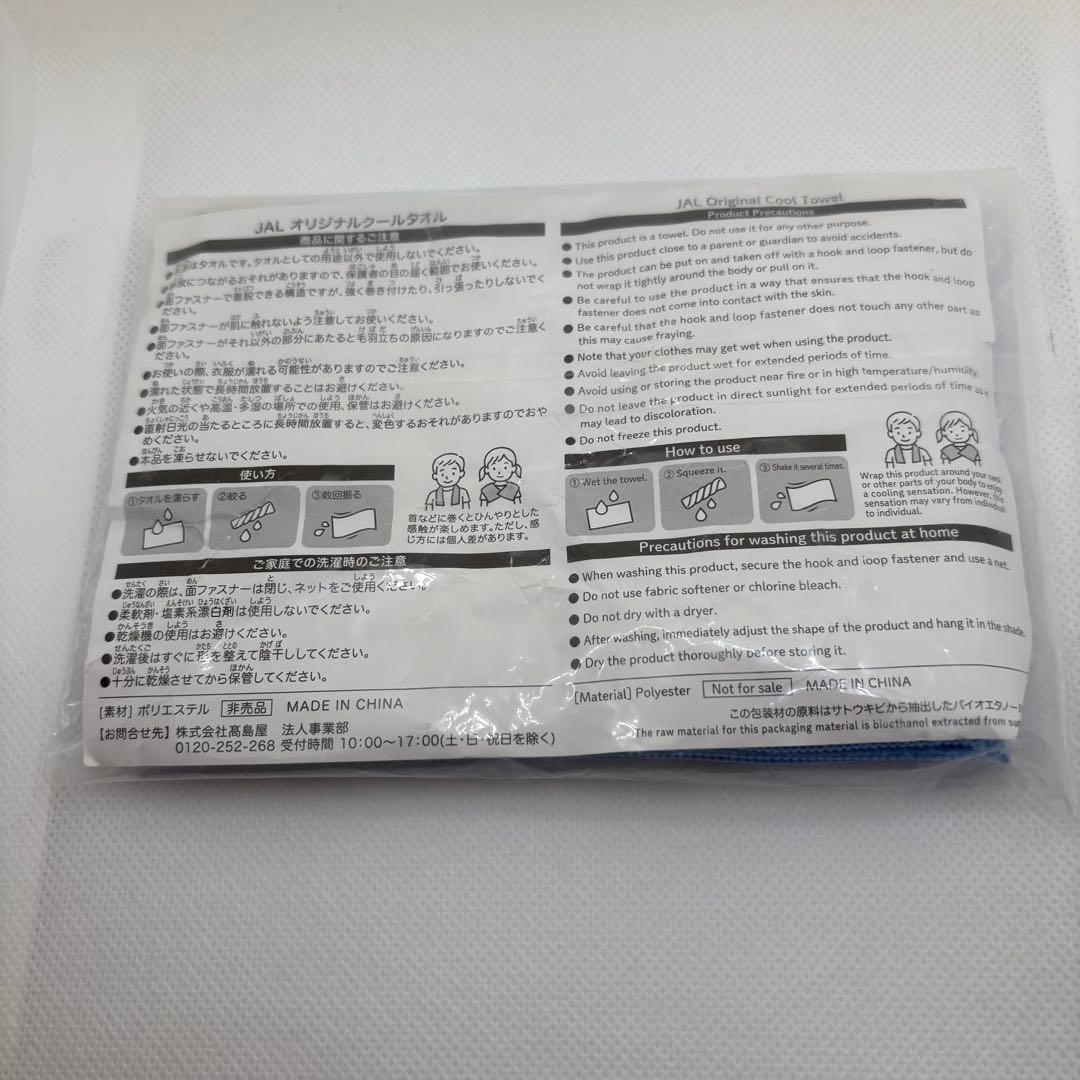 JAL オリジナルクールタオル
商品に関するご注意
はタオルです。タオルとしての用途以外で使用しないでください。
故につながるおそれがありますので、保護者の目の届く範囲でお使いください。
面ファスナーで着脱できる構造ですが、強く巻き付けたり、引っ張ったりしないでく
ださい。
●面ファスナーが肌に触れないよう注意してお使いください。
●面ファスナーがそれ以外の部分にあたると毛羽立ちの原因になりますのでご注意く
ださい。
●お使いの際、衣服が濡れる可能性がありますのでご注意ください。
●濡れた状態で長時間放置することはお避けください。
●火気の近くや高温・多湿の場所での使用、保管はお避けください。
●直射日光の当たるところに長時間放置すると、変色するおそれがありますのでおや
めください。
●本品を凍らせないでください。
使い方
①タオルを濡らす ②絞る ③数回振る
首などに巻くとひんやりとした
感触が楽しめます。ただし、感
じ方には個人差があります。
ご家庭での洗濯時のご注意
●洗濯の際は、面ファスナーは閉じ、ネットをご使用ください。
●柔軟剤・塩素系漂白剤は使用しないでください。
●乾燥機の使用はお避けください。
●洗濯後はすぐに形を整えて陰干ししてください。
●十分に乾燥させてから保管してください。
[素材] ポリエステル 非売品 MADE IN CHINA
【お問合せ先】株式会社髙島屋 法人事業部
0120-252-268 受付時間 10:00〜17:00(土・日・祝日を除く)
JAL Original Cool Towel
Product Precautions
● This product is a towel. Do not use it for any other purpose.
● Use this product close to a parent or guardian to avoid accidents.
● The product can be put on and taken off with a hook and loop fastener, but do
not wrap it tightly around the body or pull on it.
● Be careful to use the product in a way that ensures that the hook and loop
fastener does not come into contact with the skin.
● Be careful that the hook and loop fastener does not touch any other part as
this may cause fraying.
● Note that your clothes may get wet when using the product.
● Avoid leaving the product wet for extended periods of time.
● Avoid using or storing the product near fire or in high temperature/humidity.
● Do not leave the product in direct sunlight for extended periods of time as it
may lead to discoloration.
● Do not freeze this product.
How to use
① Wet the towel. ② Squeeze it. ③ Shake it several times.
Wrap this product around your neck
or other parts of your body to enjoy
a cooling sensation. However, this
sensation may vary from individual
to individual.
Precautions for washing this product at home
● When washing this product, secure the hook and loop fastener and use a net.
● Do not use fabric softener or chlorine bleach.
● Do not dry with a dryer.
● After washing, immediately adjust the shape of the product and hang it in the shade.
● Dry the product thoroughly before storing it.
[Material] Polyester Not for sale MADE IN CHINA
この包装材の原料はサトウキビから抽出したバイオエタノール
The raw material for this packaging material is bioethanol extracted from